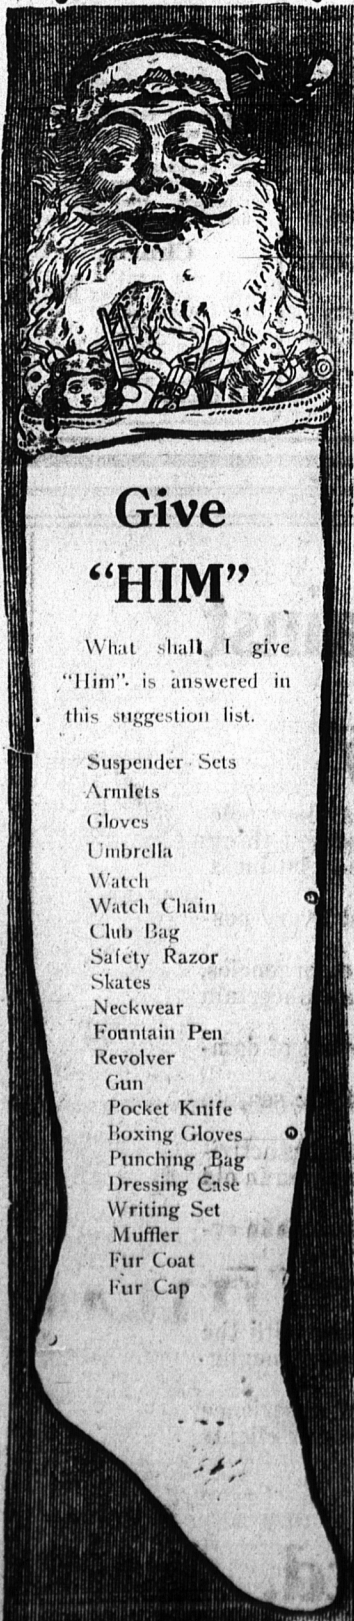 Give
“HIM”
What shall I give
“Him” is answered in
this suggestion list.
Suspender Sets
Armlets
Gloves
Umbrella
Watch
Watch Chain
Club Bag
Safety Razor
Skates
Neckwear
Fountain Pen
Revolver
Gun
Pocket Knife
Boxing Gloves
Punching Bag
Dressing Case
Writing Set
Muffler
Fur Coat
Fur Cap